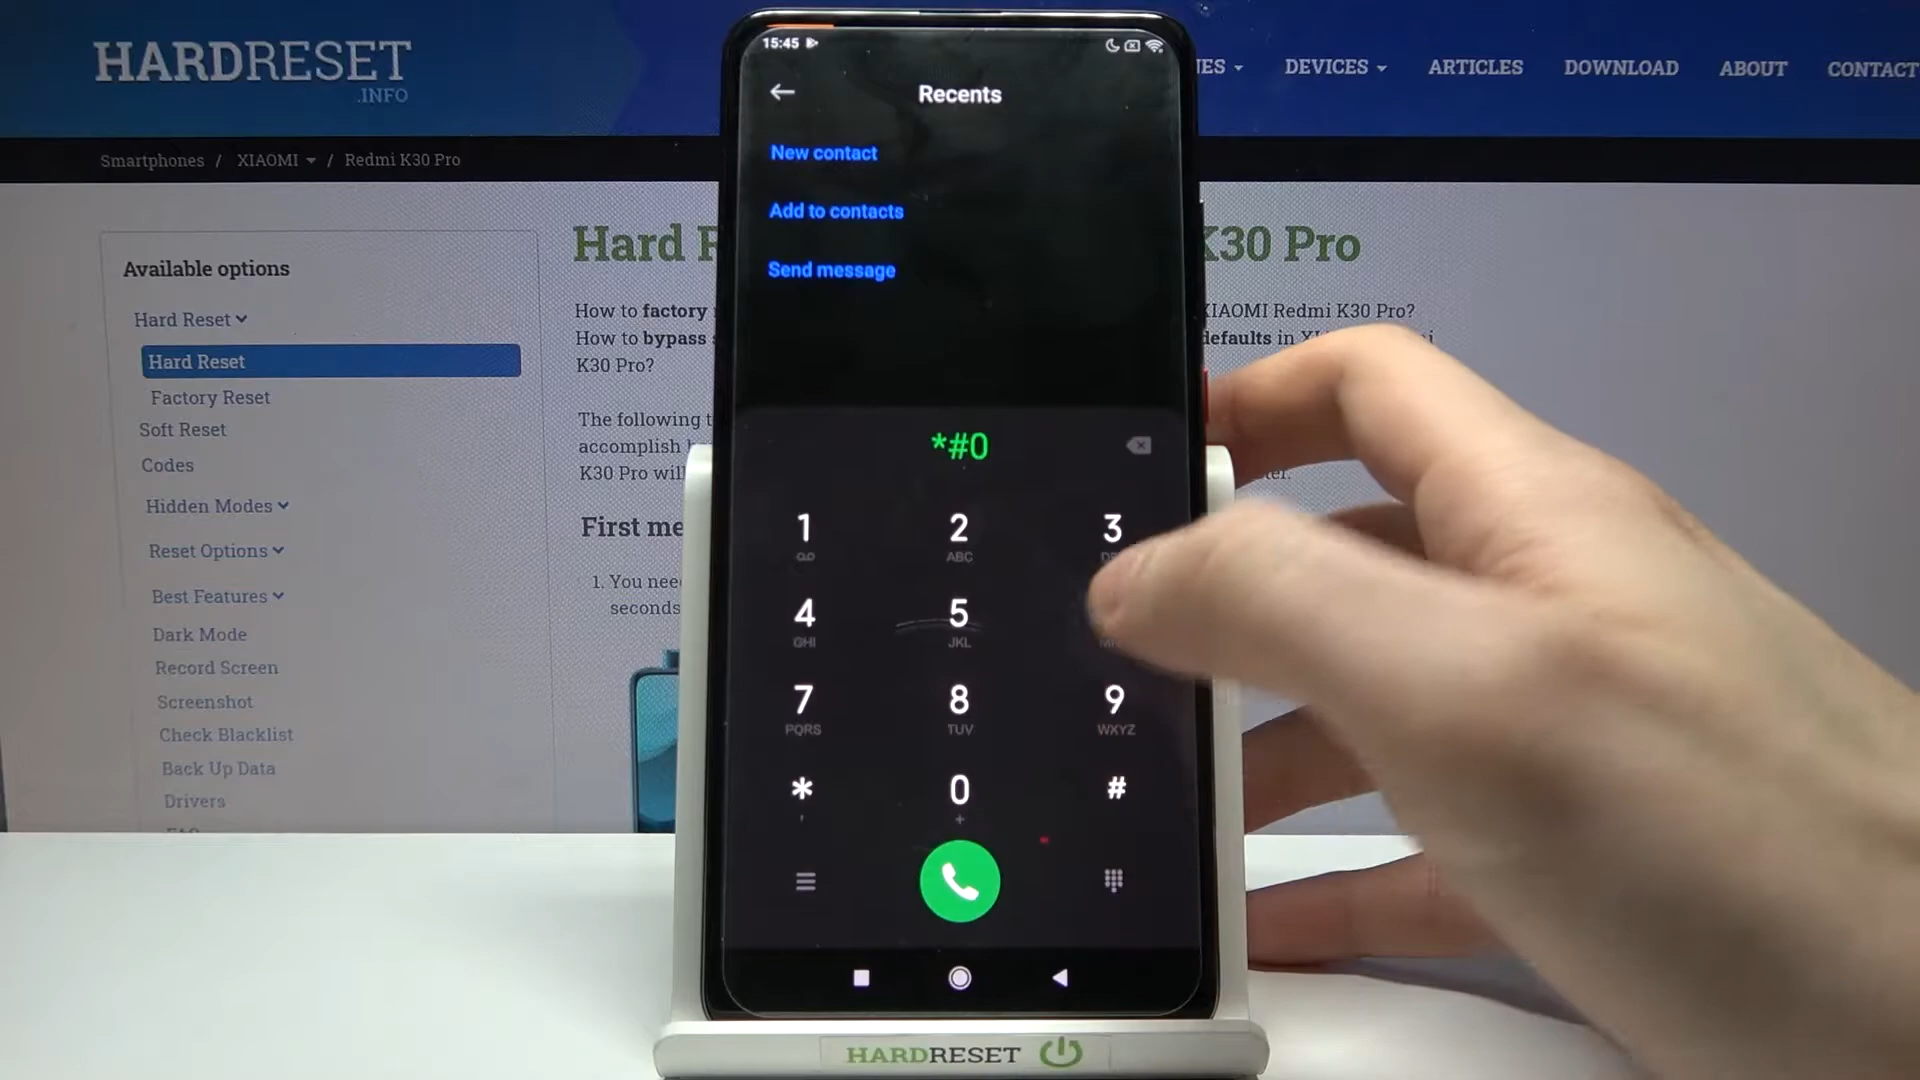 HARDRESET
.INFO
DEVICES
ARTICLES
DOWNLOAD
ABOUT
CONTACT
Smartphones / XIAOMI / Redmi K30 Pro
Available options
Hard Reset
Hard Reset
Factory Reset
Soft Reset
Codes
Hidden Modes
Reset Options
Best Features
Dark Mode
Record Screen
Screenshot
Check Blacklist
Back Up Data
Drivers
Hard K30 Pro
How to factory XIAOMI Redmi K30 Pro?
How to bypass defaults in
K30 Pro?
The following
accomplish
K30 Pro will
First
1. You
seconds
15:45
Recents
New contact
Add to contacts
Send message
*#0
1 2 3
ABC
4 5
GHI JKL
7 8 9
PQRS TUV WXYZ
* 0 #
, +
HARDRESET